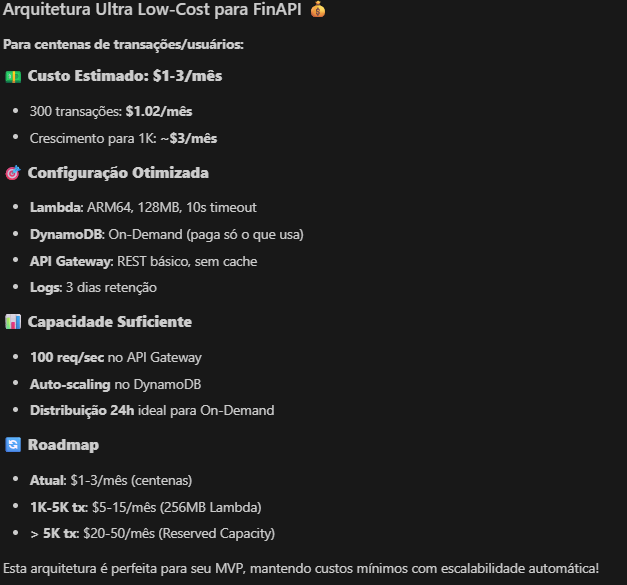 Arquitetura Ultra Low-Cost para FinAPI 💰
Para centenas de transações/usuários:
💵 Custo Estimado: $1-3/mês
• 300 transações: $1.02/mês
• Crescimento para 1K: ~$3/mês
🎯 Configuração Otimizada
• Lambda: ARM64, 128MB, 10s timeout
• DynamoDB: On-Demand (paga só o que usa)
• API Gateway: REST básico, sem cache
• Logs: 3 dias retenção
📊 Capacidade Suficiente
• 100 req/sec no API Gateway
• Auto-scaling no DynamoDB
• Distribuição 24h ideal para On-Demand
🔄 Roadmap
• Atual: $1-3/mês (centenas)
• 1K-5K tx: $5-15/mês (256MB Lambda)
• > 5K tx: $20-50/mês (Reserved Capacity)
Esta arquitetura é perfeita para seu MVP, mantendo custos mínimos com escalabilidade automática!